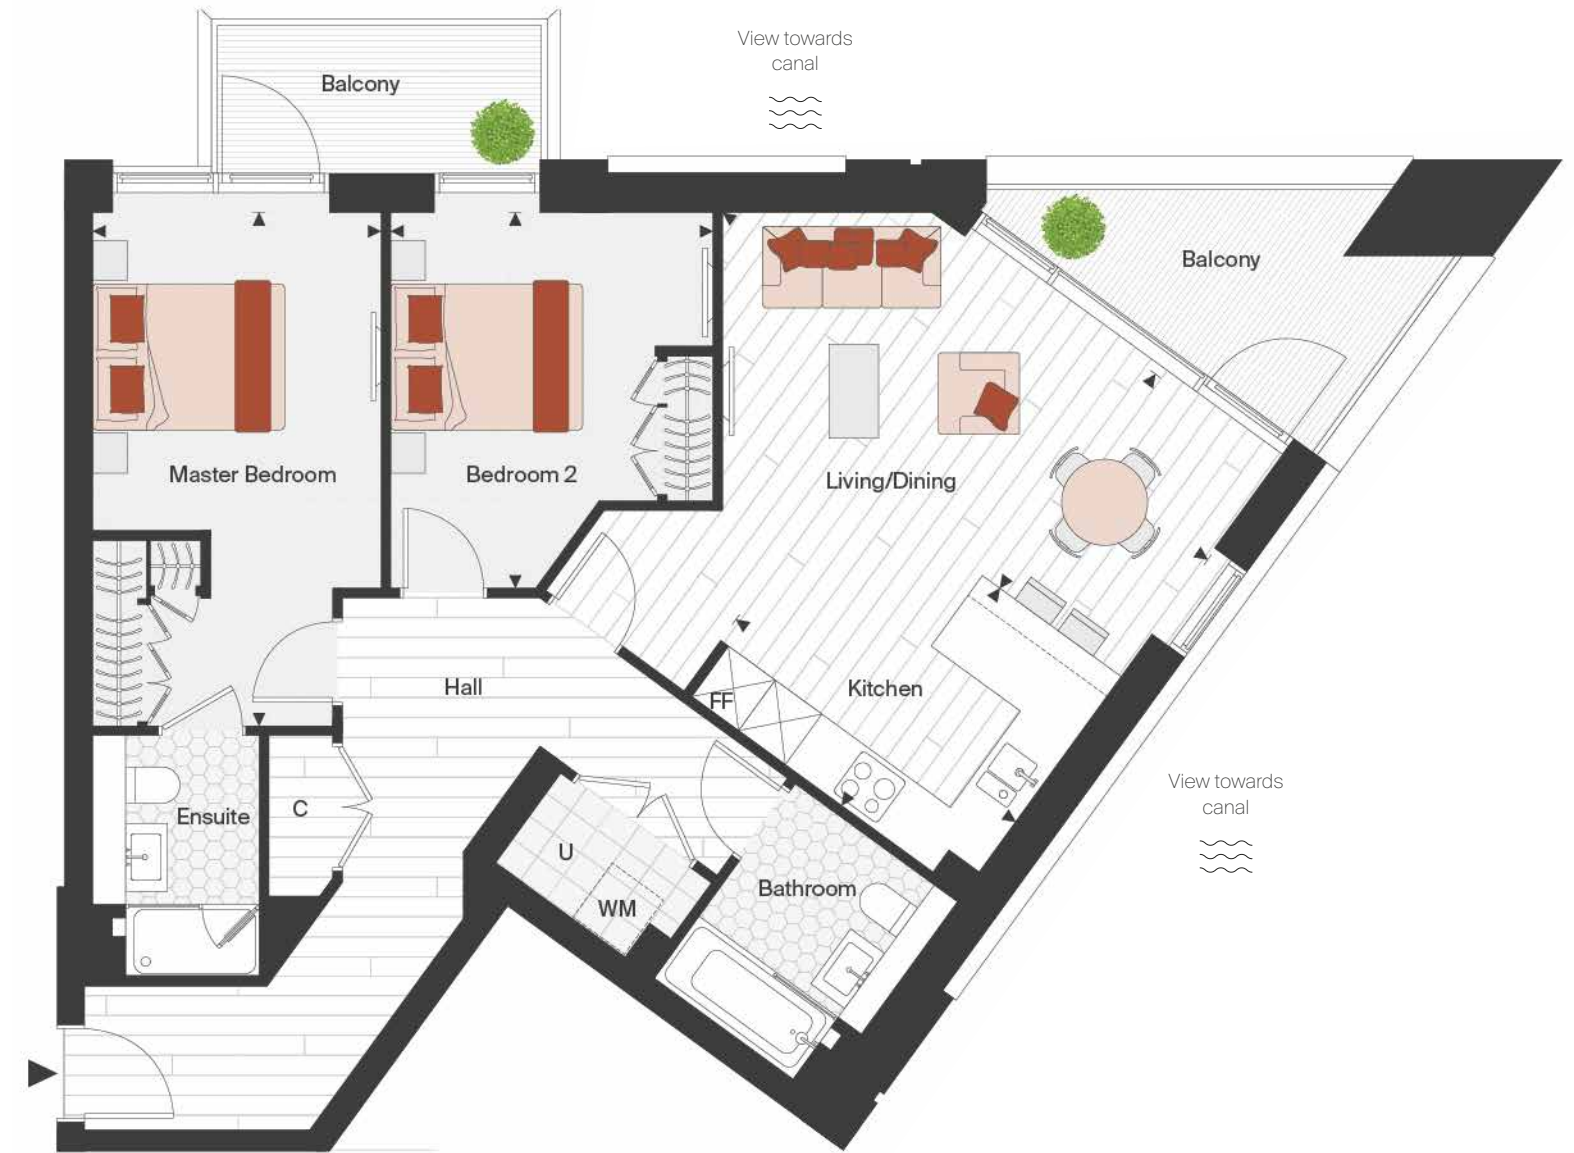 View towards
canal
Balcony
Balcony
Master Bedroom
Bedroom 2
Living/Dining
Hall
FF
Kitchen
Ensuite
C
U
WM
Bathroom
View towards
canal